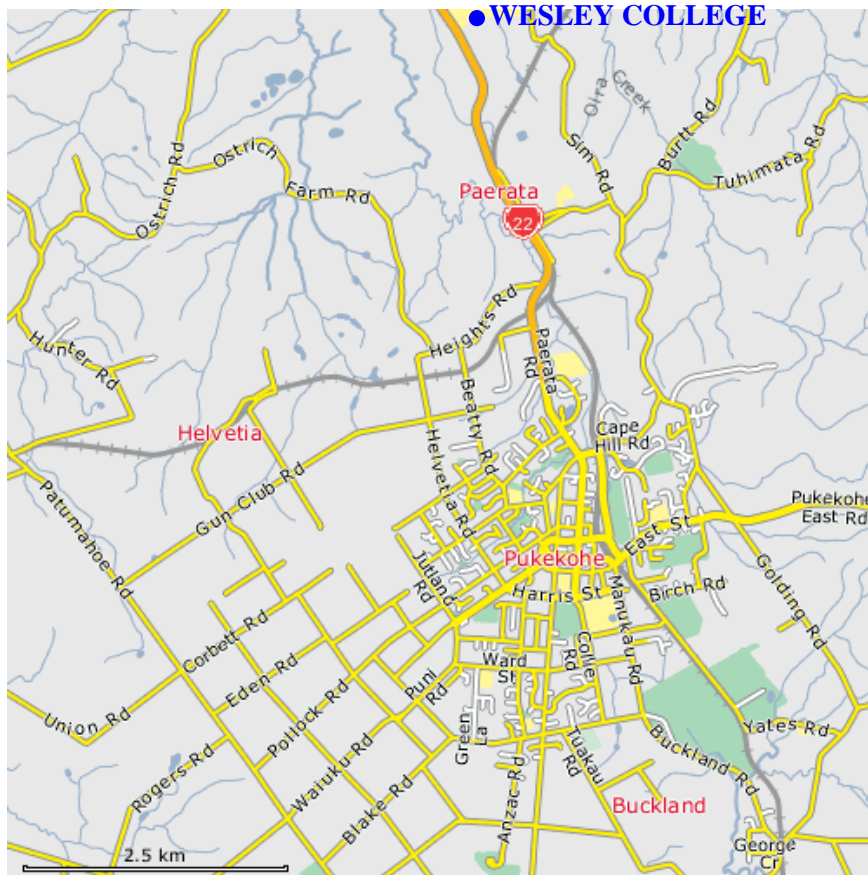 WESLEY COLLEGE
Oira
Creek
Sim Rd
Burtt Rd
Tuhimata Rd
Ostrich Rd
Ostrich
Farm Rd
Paerata
22
Hunter Rd
Heights Rd
Paerata
Rd
Beatty Rd
Helvetia
Helvetia Rd
Cape
Hill Rd
Gun Club Rd
Patumahoe Rd
Pukekohe
East Rd
East St
Jutland
Rd
Pukekohe
Harris St
Manukau
Rd
Birch Rd
Golding Rd
Corbett Rd
Eden Rd
Union Rd
Pollock Rd
Puni
Rd
Ward
St
Collie
Rd
Rogers Rd
Waiuku Rd
Green
La
Tuakau
Rd
Buckland Rd
Yates Rd
Blake Rd
Anzac Rd
Buckland
George
Cr
2.5 km